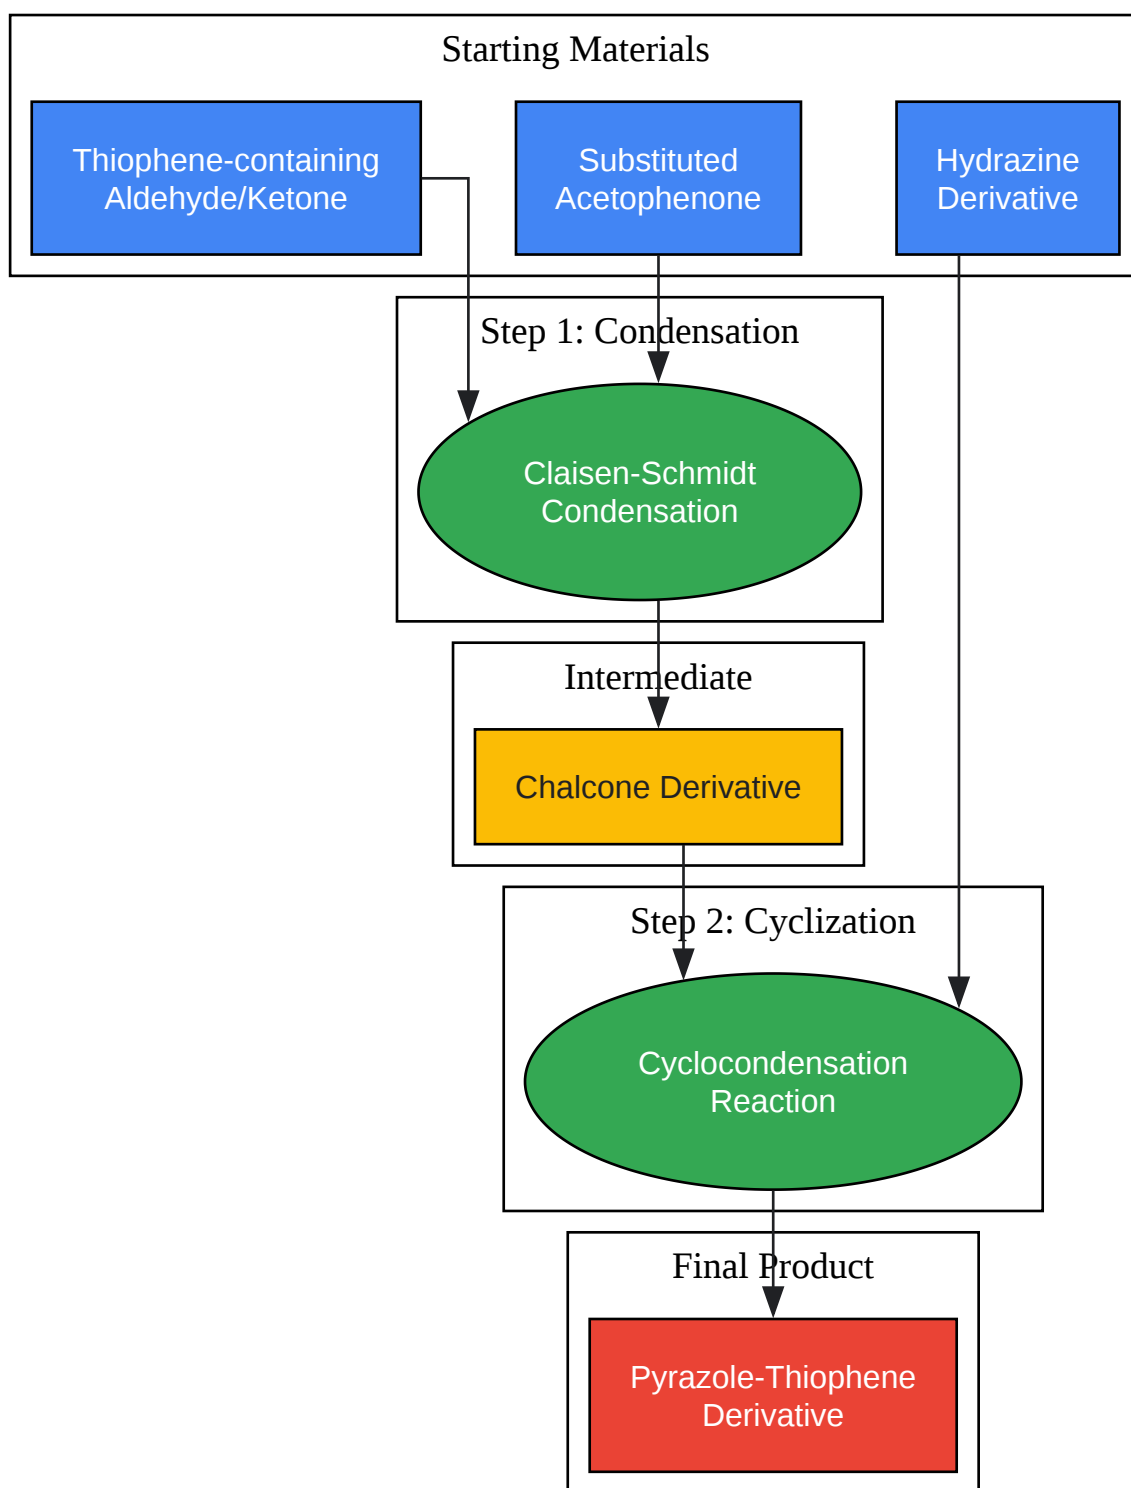 Starting Materials
Thiophene-containing
Aldehyde/Ketone
Substituted
Acetophenone
Hydrazine
Derivative
Step 1: Condensation
Claisen-Schmidt
Condensation
Intermediate
Chalcone Derivative
Step 2: Cyclization
Cyclocondensation
Reaction
Final Product
Pyrazole-Thiophene
Derivative